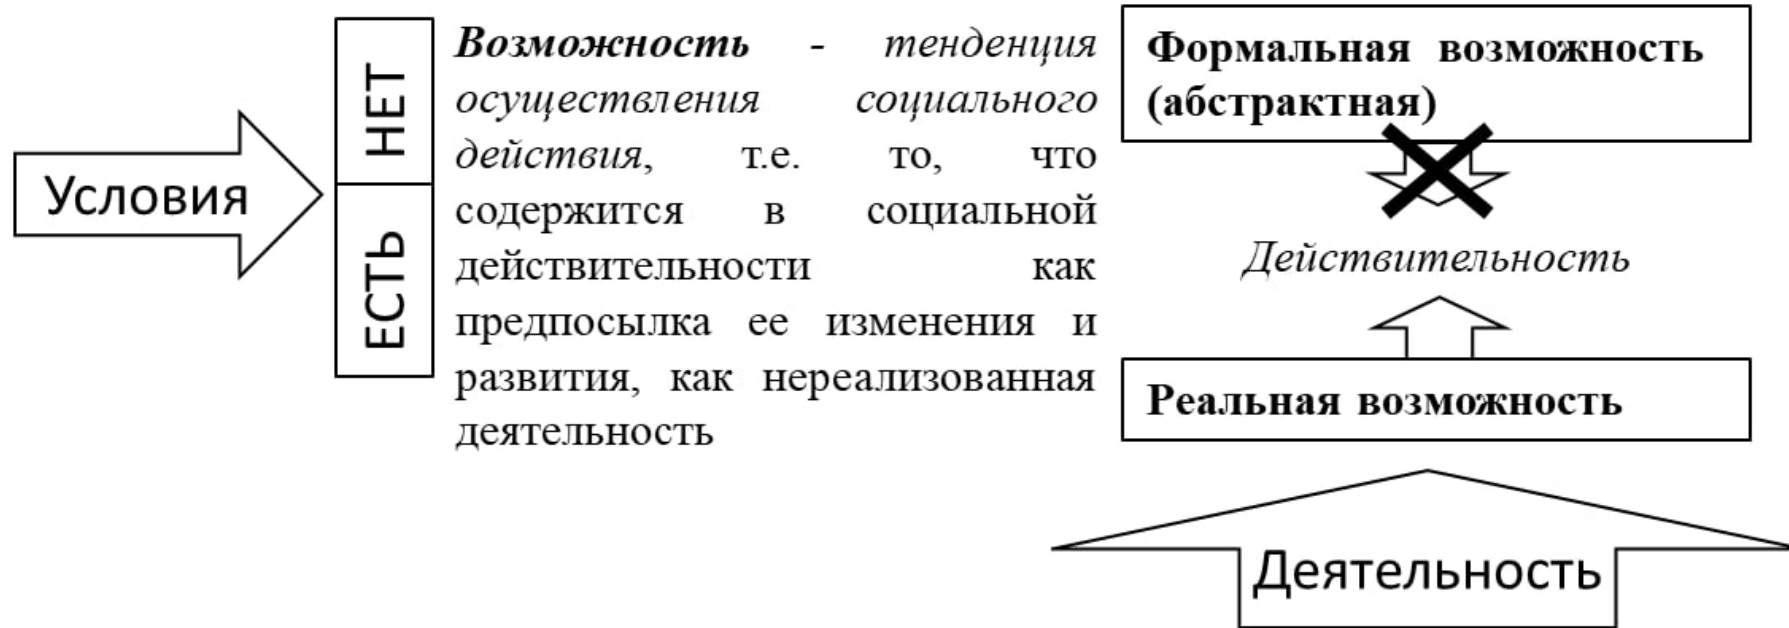 Условия
НЕТ
ЕСТЬ
Возможность - тенденция
осуществления социального
действия, т.е. то, что
содержится в социальной
действительности как
предпосылка ее изменения и
развития, как нереализованная
деятельность
Формальная возможность
(абстрактная)
Действительность
Реальная возможность
Деятельность